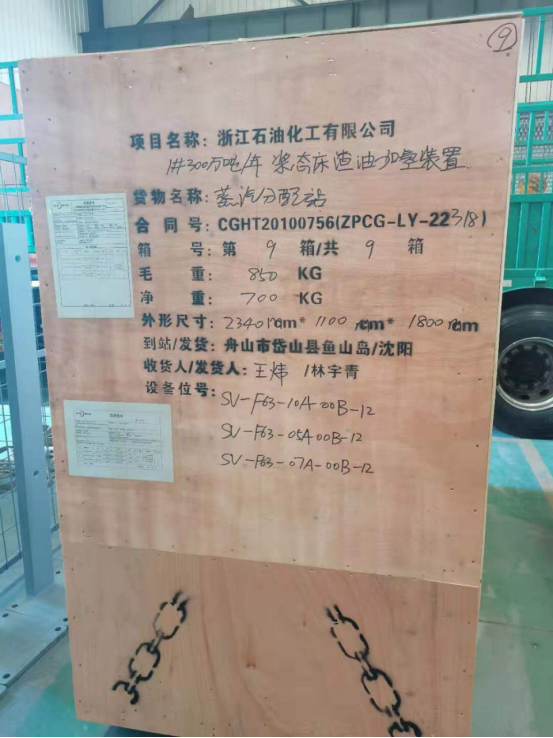 ⑨
项目名称：浙江石油化工有限公司
1#300万吨/年 浆态床渣油加氢装置
货物名称：蒸汽分配站
合同号：CGHT20100756(ZPCG-LY-22318)
箱号：第 9 箱/共 9 箱
毛重：850 KG
净重：700 KG
外形尺寸：2340mm* 1100mm* 1800mm
到站/发货：舟山市岱山县鱼山岛/沈阳
收货人/发货人：王炜 /林宇青
设备位号：SV-F63-10A-00B-12
SV-F63-05A-00B-12
SV-F63-07A-00B-12